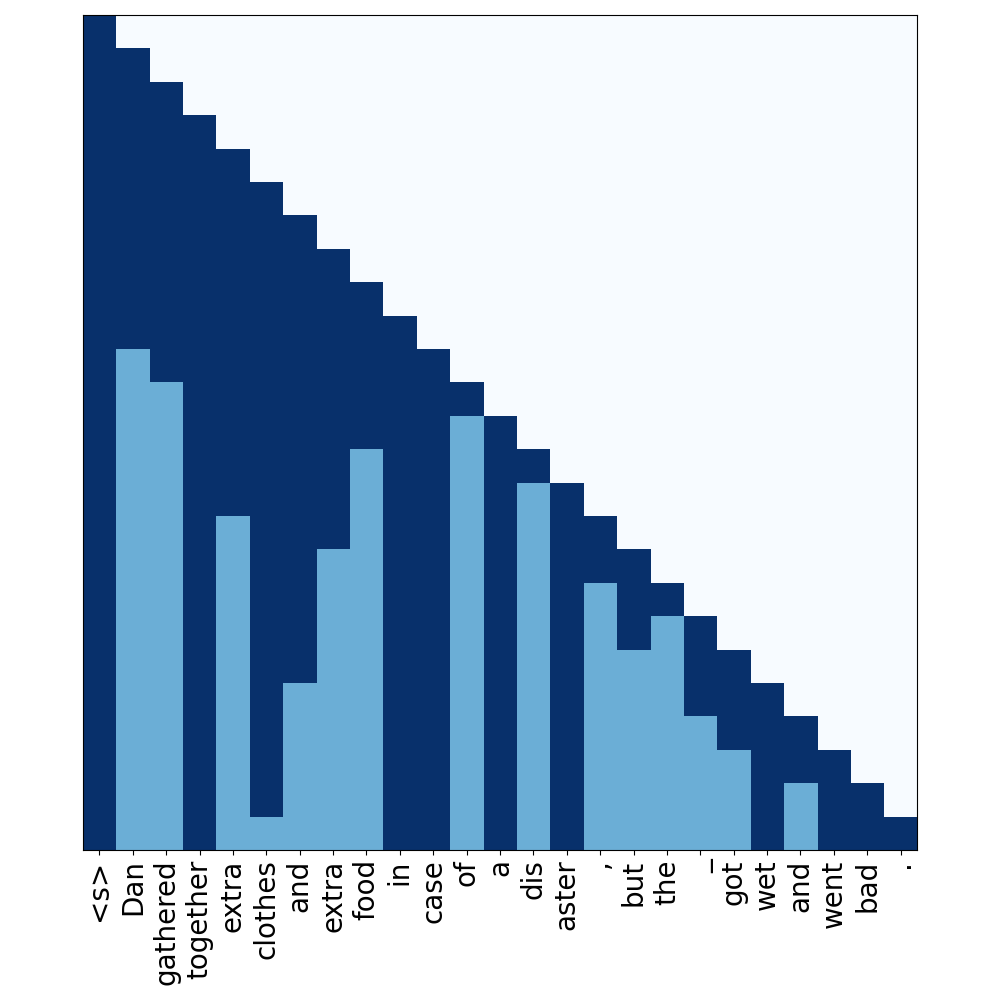 <s> Dan gathered together extra clothes and extra food in case of a dis aster , but the _ got wet and went bad .